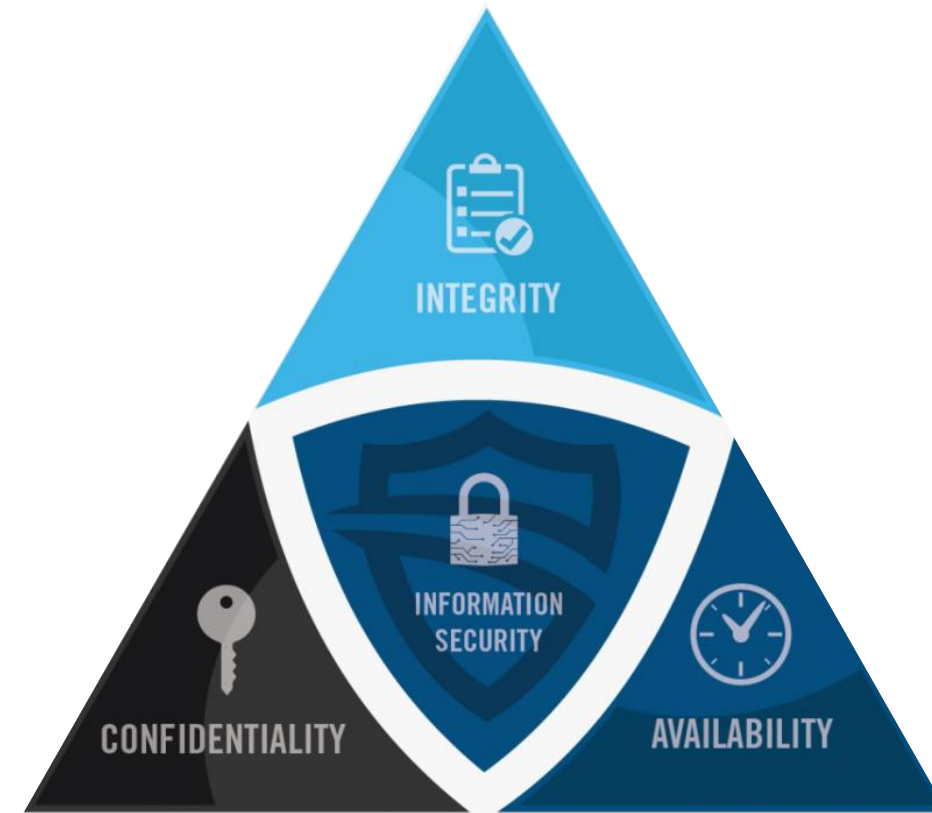 INTEGRITY
INFORMATION
SECURITY
CONFIDENTIALITY
AVAILABILITY